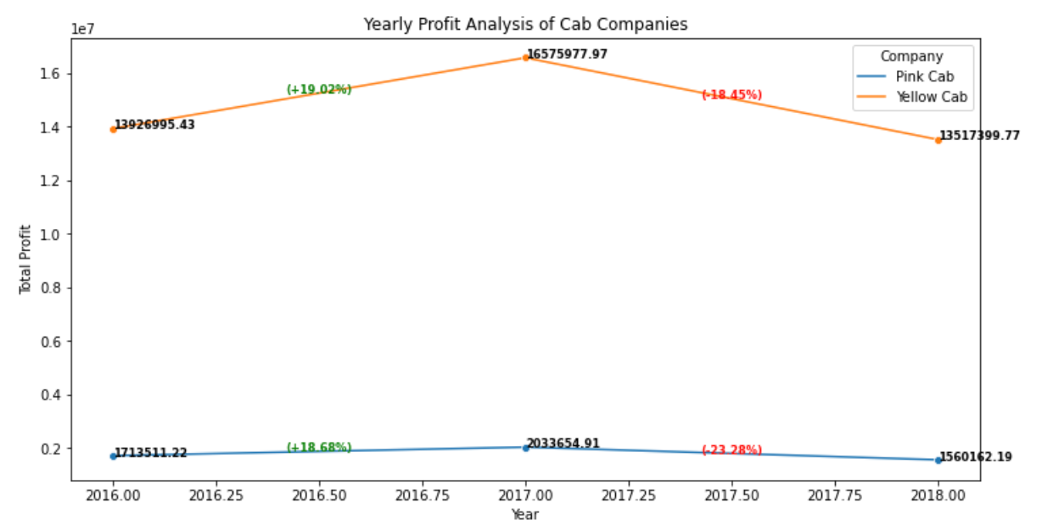 Yearly Profit Analysis of Cab Companies
1e7
16575977.97
Company
Pink Cab
Yellow Cab
1.6
(+19.02%)
(-18.45%)
1.4
13926995.43
13517399.77
1.2
Total Profit
1.0
0.8
0.6
0.4
0.2
1713511.22
(+18.68%)
2033654.91
(-23.28%)
1560162.19
2016.00 2016.25 2016.50 2016.75 2017.00 2017.25 2017.50 2017.75 2018.00
Year